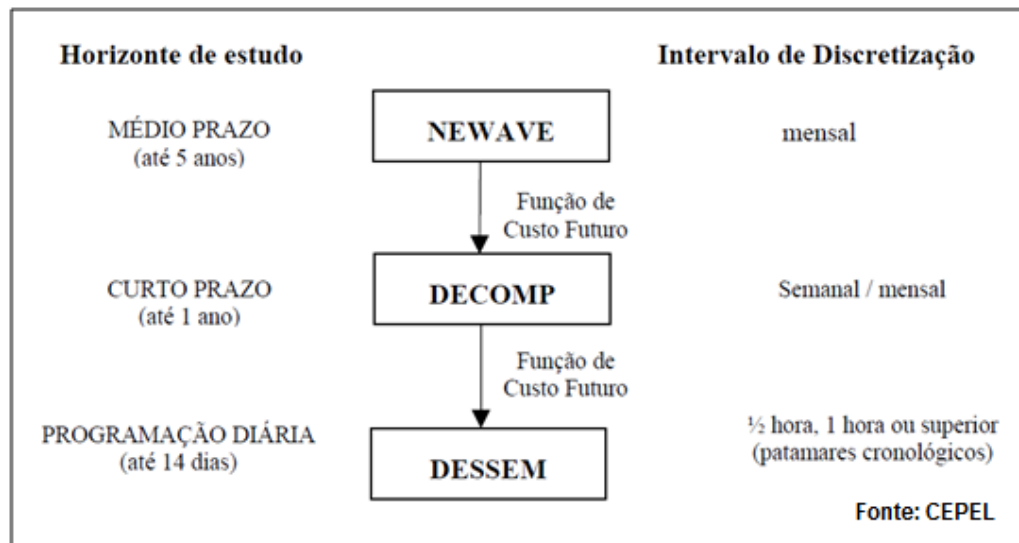 Horizonte de estudo
Intervalo de Discretização
MÉDIO PRAZO
(até 5 anos)
NEWAVE
mensal
Função de
Custo Futuro
CURTO PRAZO
(até 1 ano)
DECOMP
Semanal / mensal
Função de
Custo Futuro
PROGRAMAÇÃO DIÁRIA
(até 14 dias)
DESSEM
½ hora, 1 hora ou superior
(patamares cronológicos)
Fonte: CEPEL